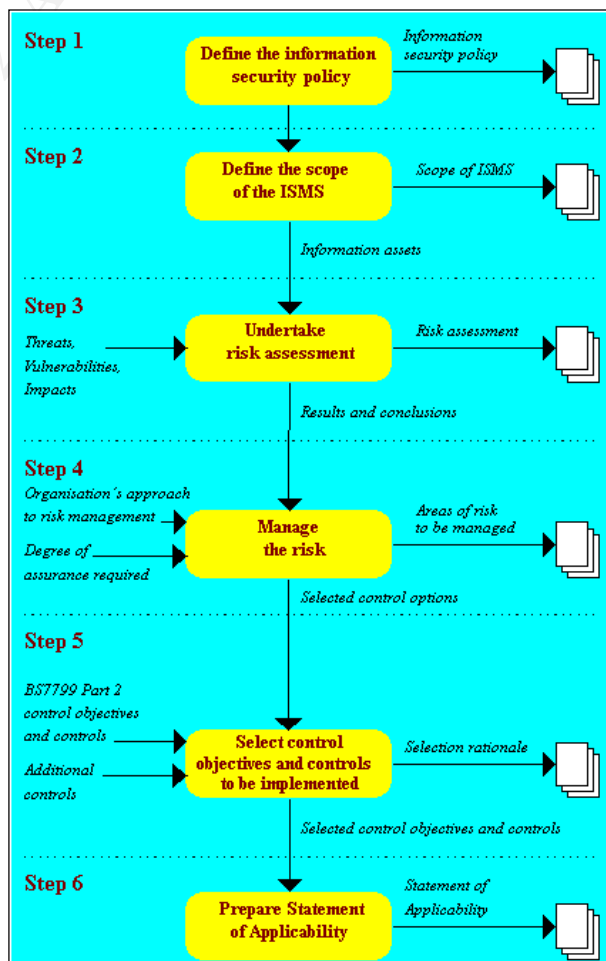 Step 1
Define the information
security policy
Information
security policy
Step 2
Define the scope
of the ISMS
Scope of ISMS
Information assets
Step 3
Threats,
Vulnerabilities,
Impacts
Undertake
risk assessment
Risk assessment
Results and conclusions
Step 4
Organisation´s approach
to risk management
Degree of
assurance required
Manage
the risk
Areas of risk
to be managed
Selected control options
Step 5
BS7799 Part 2
control objectives
and controls
Additional
controls
Select control
objectives and controls
to be implemented
Selection rationale
Selected control objectives and controls
Step 6
Prepare Statement
of Applicability
Statement of
Applicability